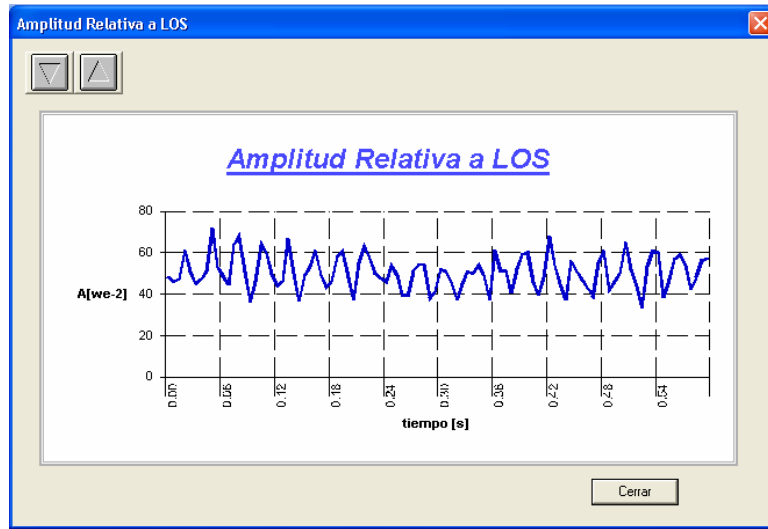 Amplitud Relativa a LOS
Amplitud Relativa a LOS
80
60
A[we-2]
40
20
0
0.00 0.06 0.12 0.18 0.24 0.30 0.36 0.42 0.48 0.54
tiempo [s]
Cerrar